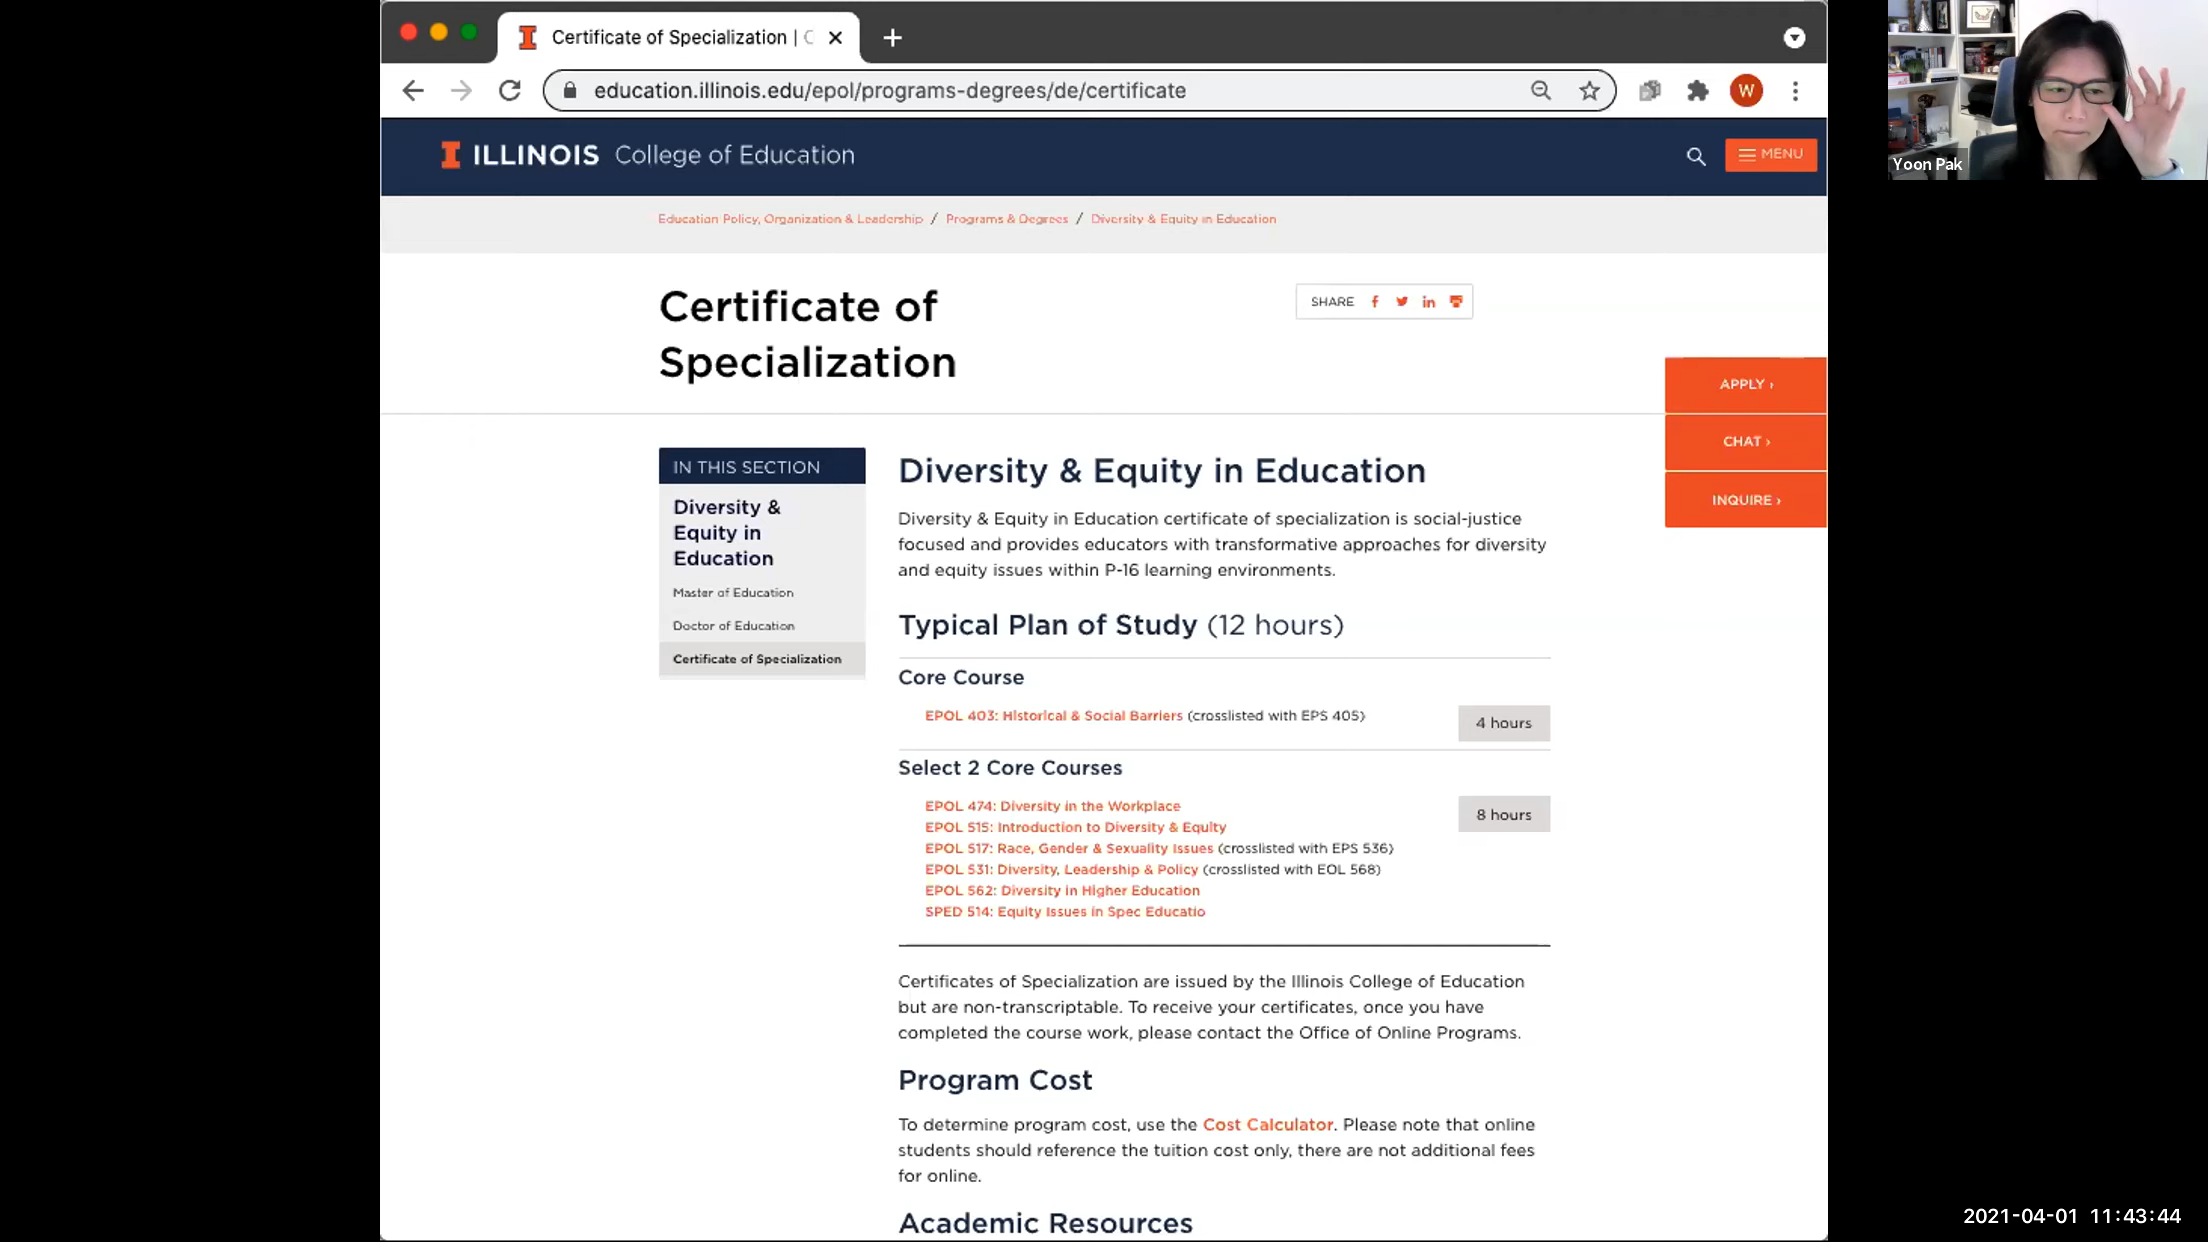 Certificate of Specialization | C
education.illinois.edu/epol/programs-degrees/de/certificate
W
ILLINOIS College of Education
MENU
Education Policy, Organization & Leadership / Programs & Degrees / Diversity & Equity in Education
Certificate of
Specialization
SHARE
APPLY ›
CHAT ›
INQUIRE ›
IN THIS SECTION
Diversity &
Equity in
Education
Master of Education
Doctor of Education
Certificate of Specialization
Diversity & Equity in Education
Diversity & Equity in Education certificate of specialization is social-justice
focused and provides educators with transformative approaches for diversity
and equity issues within P-16 learning environments.
Typical Plan of Study (12 hours)
Core Course
EPOL 403: Historical & Social Barriers (crosslisted with EPS 405)
4 hours
Select 2 Core Courses
EPOL 474: Diversity in the Workplace
EPOL 515: Introduction to Diversity & Equity
EPOL 517: Race, Gender & Sexuality Issues (crosslisted with EPS 536)
EPOL 531: Diversity, Leadership & Policy (crosslisted with EOL 568)
EPOL 562: Diversity in Higher Education
SPED 514: Equity Issues in Spec Educatio
8 hours
Certificates of Specialization are issued by the Illinois College of Education
but are non-transcriptable. To receive your certificates, once you have
completed the course work, please contact the Office of Online Programs.
Program Cost
To determine program cost, use the Cost Calculator. Please note that online
students should reference the tuition cost only, there are not additional fees
for online.
Academic Resources
Yoon Pak
2021-04-01 11:43:44